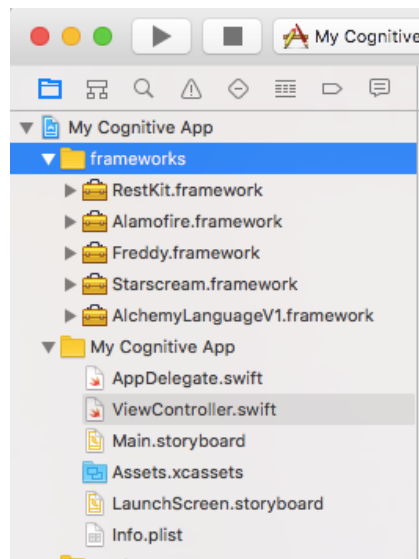 My Cognitive
My Cognitive App
frameworks
RestKit.framework
Alamofire.framework
Freddy.framework
Starscream.framework
AlchemyLanguageV1.framework
My Cognitive App
AppDelegate.swift
ViewController.swift
Main.storyboard
Assets.xcassets
LaunchScreen.storyboard
Info.plist